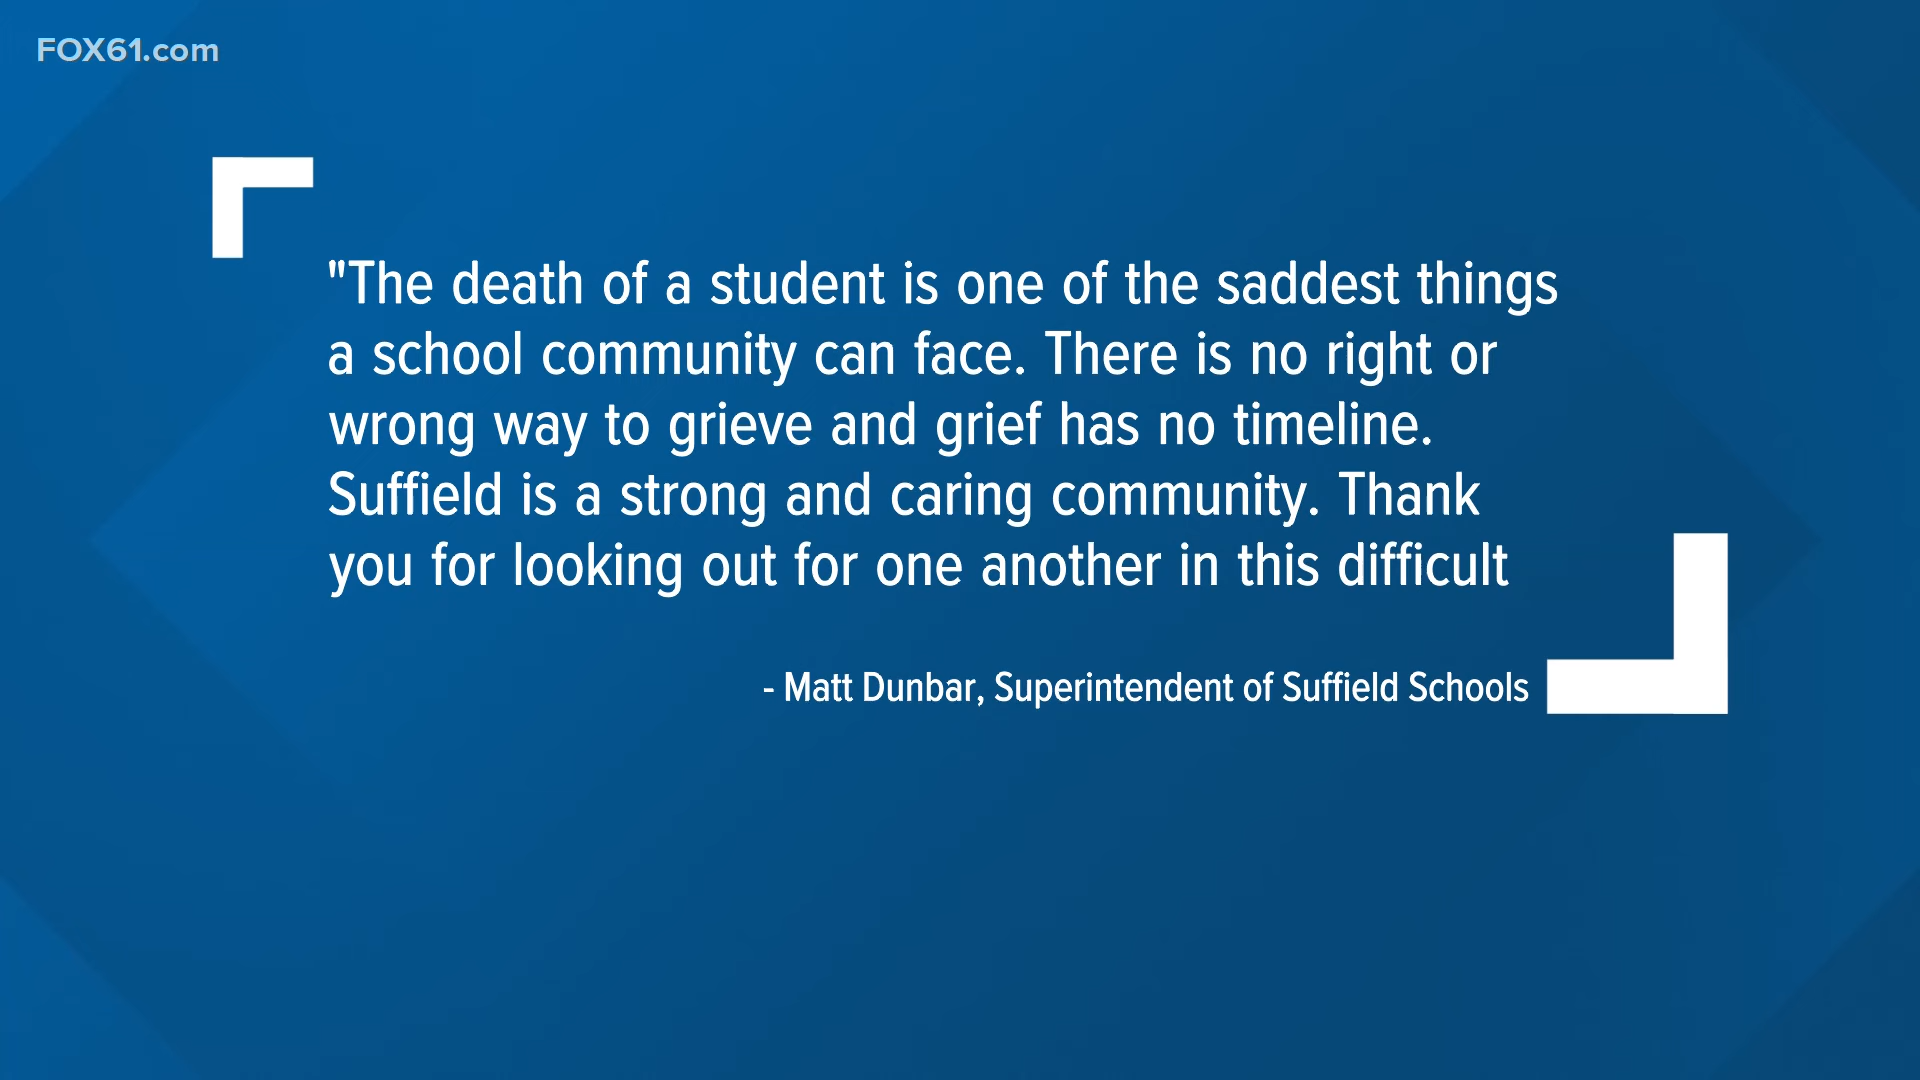 FOX61.com
"The death of a student is one of the saddest things
a school community can face. There is no right or
wrong way to grieve and grief has no timeline.
Suffield is a strong and caring community. Thank
you for looking out for one another in this difficult
- Matt Dunbar, Superintendent of Suffield Schools